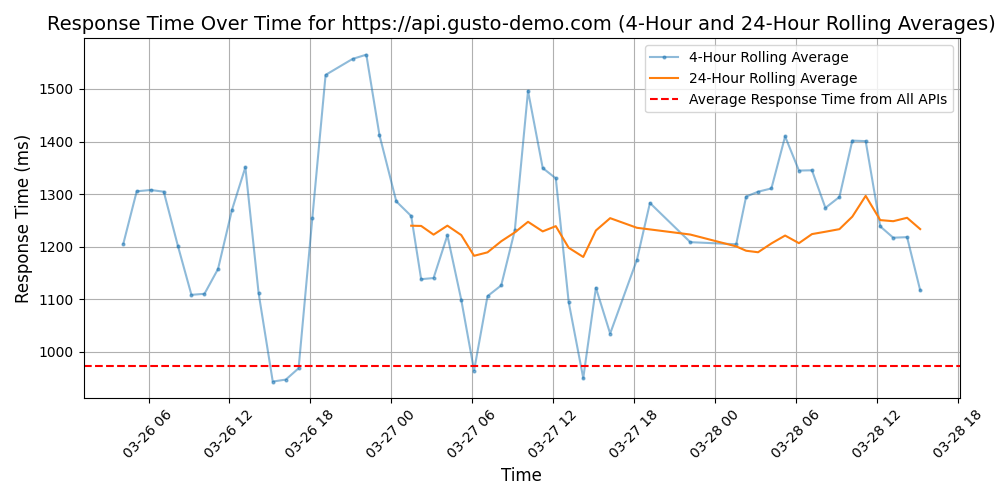 Response Time Over Time for https://api.gusto-demo.com (4-Hour and 24-Hour Rolling Averages)
4-Hour Rolling Average
24-Hour Rolling Average
Average Response Time from All APIs
Response Time (ms)
1500
1400
1300
1200
1100
1000
03-26 06
03-26 12
03-26 18
03-27 00
03-27 06
03-27 12
03-27 18
03-28 00
03-28 06
03-28 12
03-28 18
Time